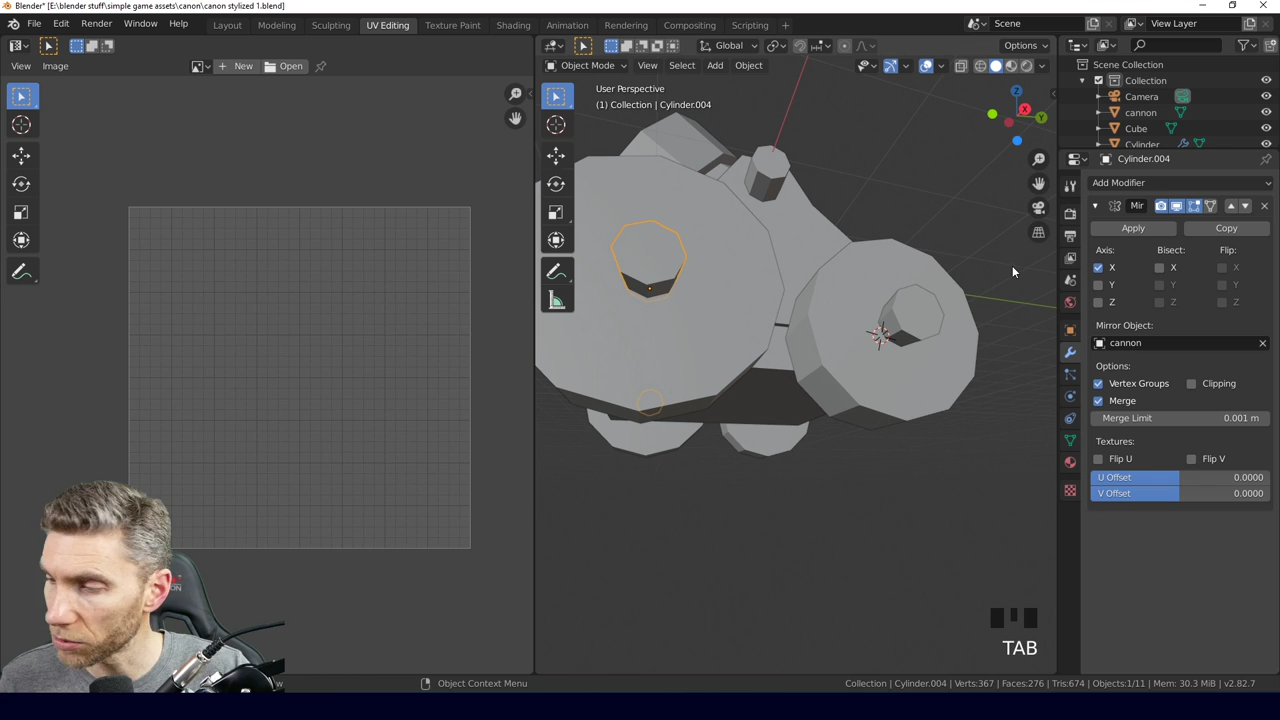 Blender* [E:\blender stuff\simple game assets\canon\canon stylized 1.blend]
File Edit Render Window Help Layout Modeling Sculpting UV Editing Texture Paint Shading Animation Rendering Compositing Scripting + Scene View Layer
View Image + New Open
Global Options
Object Mode View Select Add Object
User Perspective
(1) Collection | Cylinder.004
X
Y
Z
Scene Collection
Collection
Camera
cannon
Cube
Cylinder
Cylinder.004
Add Modifier
Mir
Apply Copy
Axis: Bisect: Flip:
X X X
Y Y Y
Z Z Z
Mirror Object:
cannon
Options:
Vertex Groups Clipping
Merge
Merge Limit 0.001 m
Textures:
Flip U Flip V
U Offset 0.0000
V Offset 0.0000
TAB
Object Context Menu
Collection | Cylinder.004 | Verts:367 | Faces:276 | Tris:674 | Objects:1/11 | Mem: 30.3 MiB | v2.82.7